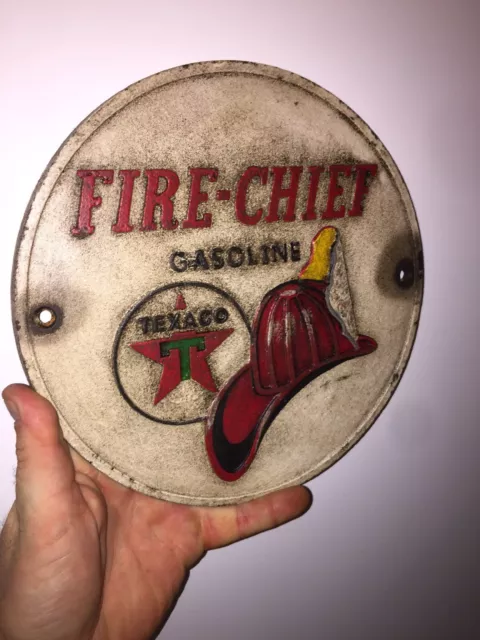 FIRE-CHIEF
GASOLINE
TEXACO
T